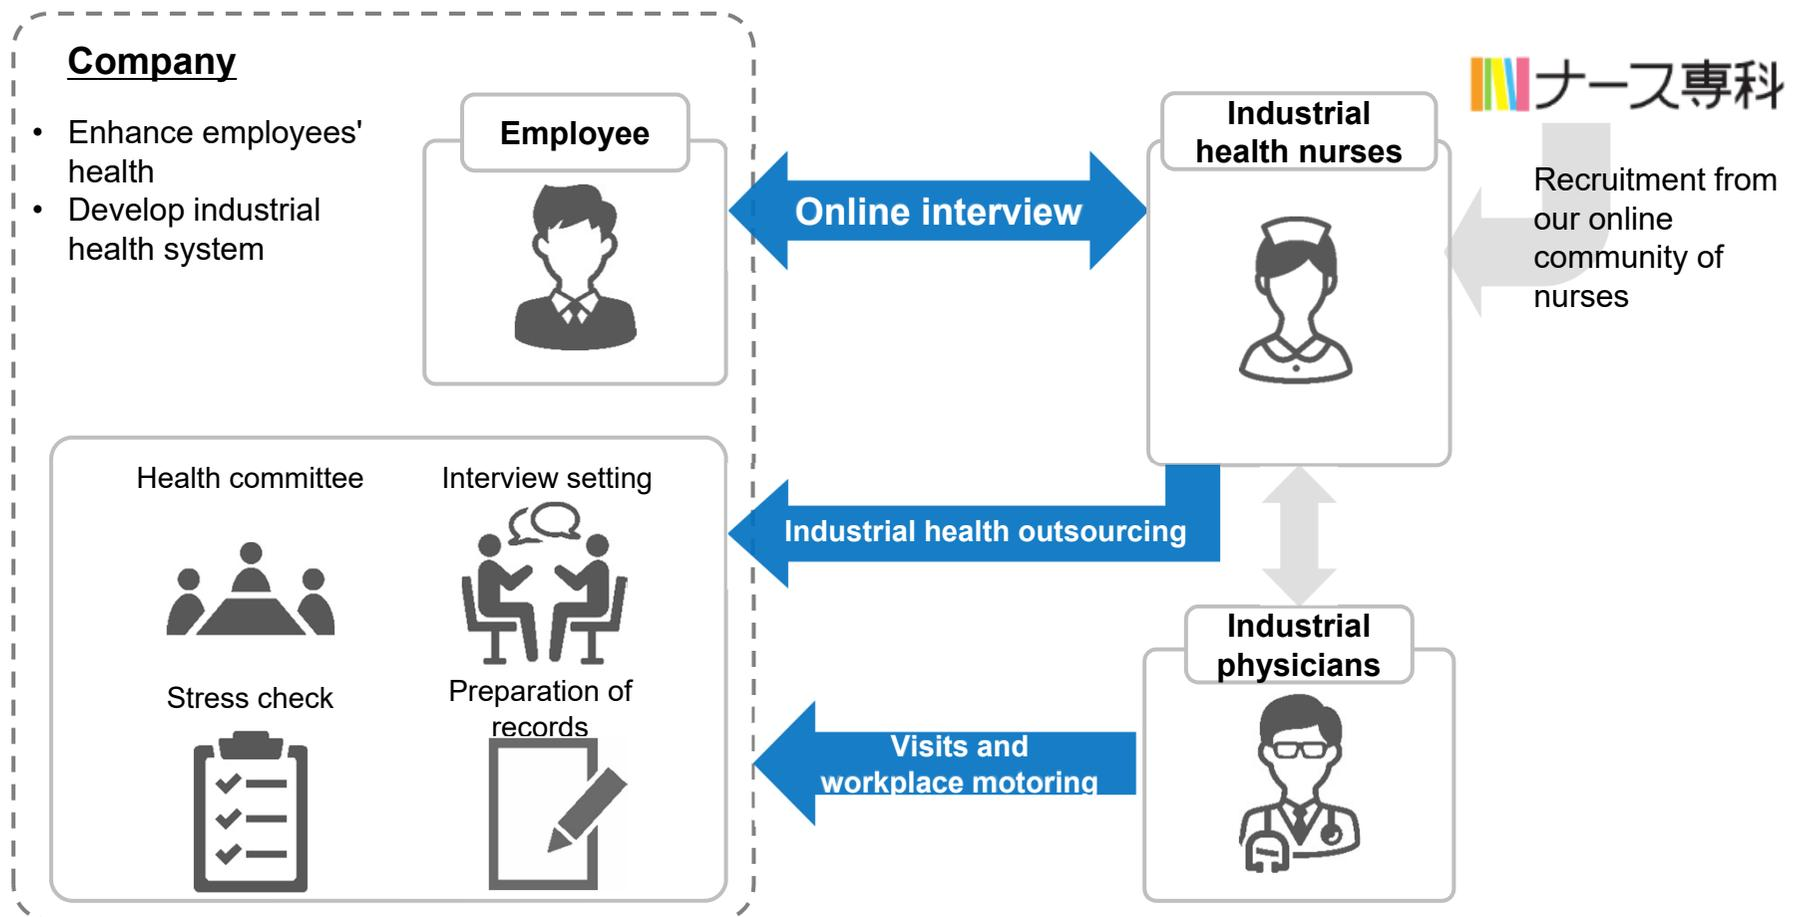 Company
• Enhance employees'
health
• Develop industrial
health system
Employee
Online interview
Industrial
health nurses
ナース専科
Recruitment from
our online
community of
nurses
Health committee
Interview setting
Industrial health outsourcing
Stress check
Preparation of
records
Industrial
physicians
Visits and
workplace motoring